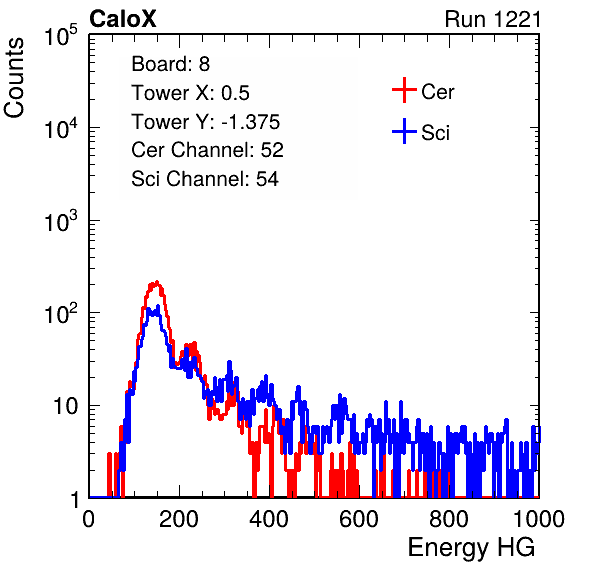 CaloX Run 1221
Counts
10^5
Board: 8
Tower X: 0.5
Tower Y: -1.375
Cer Channel: 52
Sci Channel: 54
Cer
Sci
10^4
10^3
10^2
10
1
0 200 400 600 800 1000
Energy HG